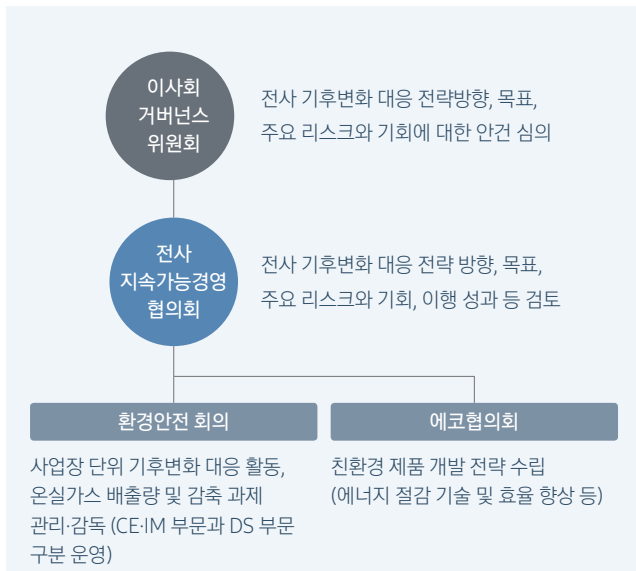 이사회
거버넌스
위원회
전사 기후변화 대응 전략방향, 목표,
주요 리스크와 기회에 대한 안건 심의
전사
지속가능경영
협의회
전사 기후변화 대응 전략 방향, 목표,
주요 리스크와 기회, 이행 성과 등 검토
환경안전 회의
사업장 단위 기후변화 대응 활동,
온실가스 배출량 및 감축 과제
관리·감독 (CE·IM 부문과 DS 부문
구분 운영)
에코협의회
친환경 제품 개발 전략 수립
(에너지 절감 기술 및 효율 향상 등)